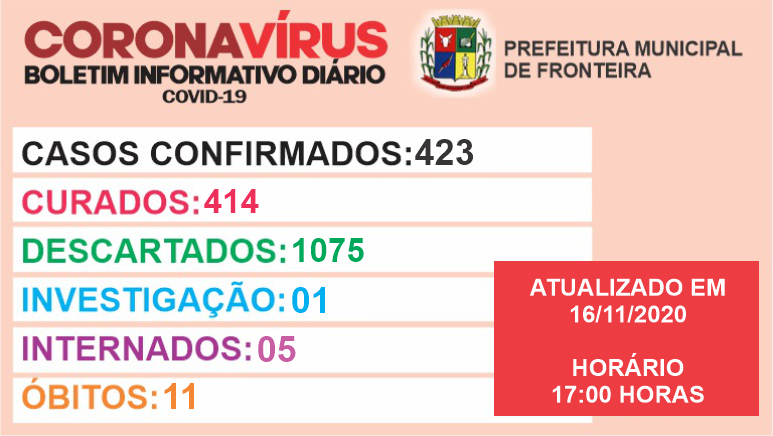 CORONAVÍRUS
BOLETIM INFORMATIVO DIÁRIO
COVID-19
PREFEITURA MUNICIPAL
DE FRONTEIRA
CASOS CONFIRMADOS:423
CURADOS:414
DESCARTADOS:1075
INVESTIGAÇÃO:01
INTERNADOS:05
ÓBITOS:11
ATUALIZADO EM
16/11/2020
HORÁRIO
17:00 HORAS